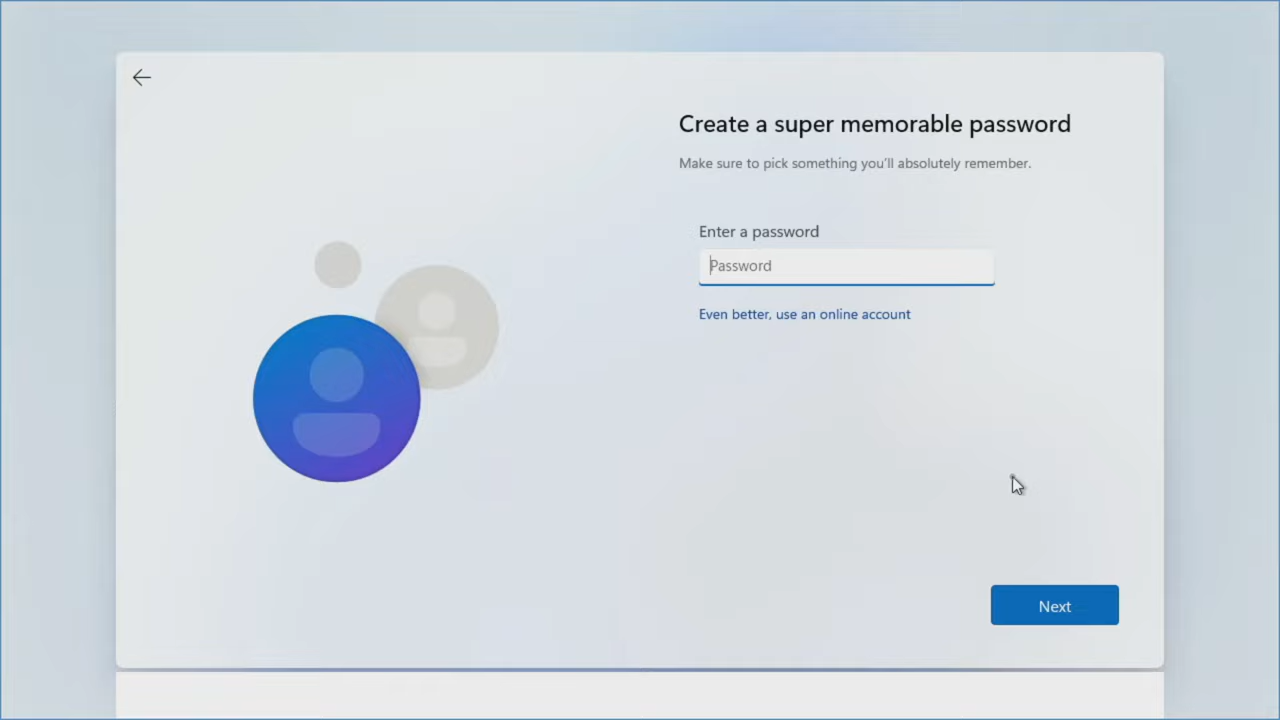 Create a super memorable password
Make sure to pick something you'll absolutely remember.
Enter a password
Password
Even better, use an online account
Next